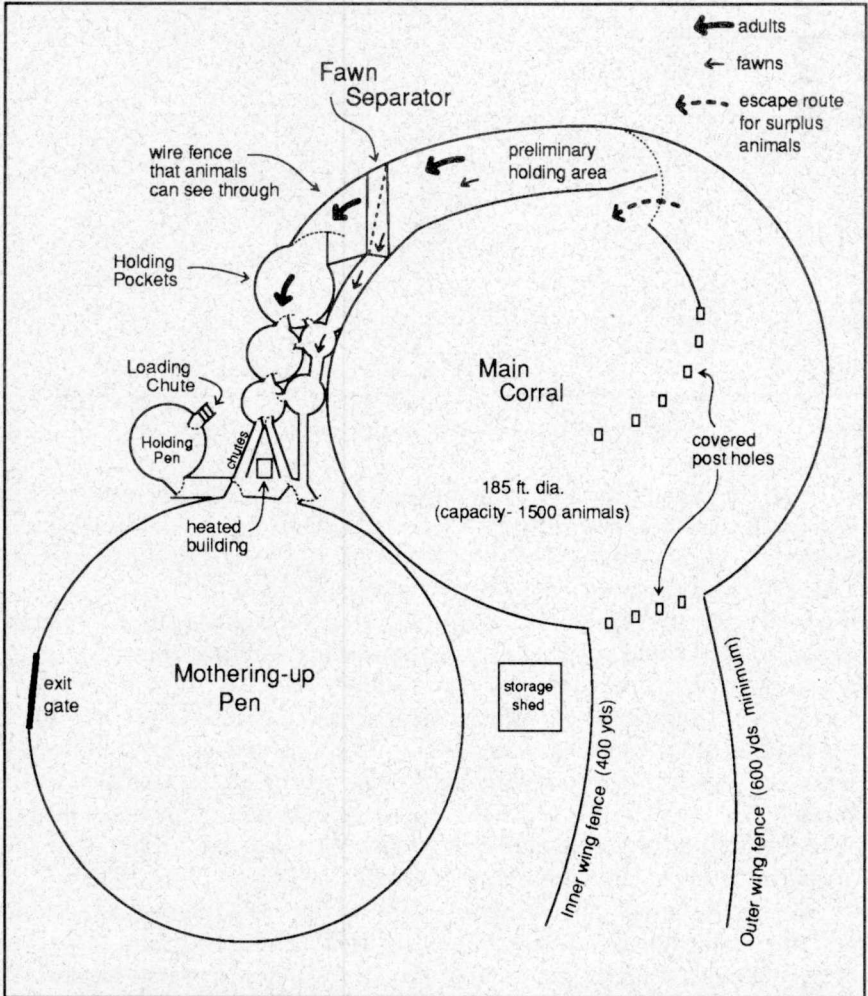 adults
fawns
escape route
for surplus
animals
Fawn
Separator
wire fence
that animals
can see through
preliminary
holding area
Holding
Pockets
Loading
Chute
Holding
Pen
chutes
heated
building
Main
Corral
185 ft. dia.
(capacity- 1500 animals)
covered
post holes
exit
gate
Mothering-up
Pen
storage
shed
Inner wing fence (400 yds)
Outer wing fence (600 yds minimum)